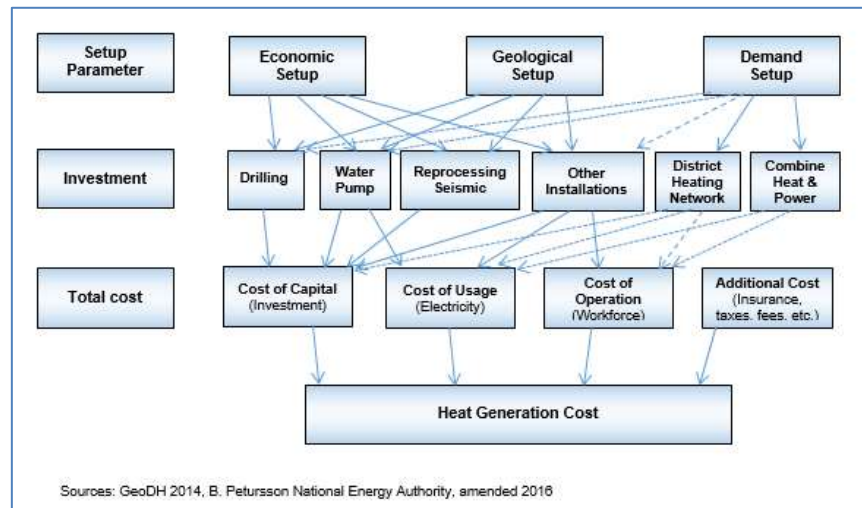 Setup
Parameter
Economic
Setup
Geological
Setup
Demand
Setup
Investment
Drilling
Water
Pump
Reprocessing
Seismic
Other
Installations
District
Heating
Network
Combine
Heat &
Power
Total cost
Cost of Capital
(Investment)
Cost of Usage
(Electricity)
Cost of
Operation
(Workforce)
Additional Cost
(Insurance,
taxes, fees, etc.)
Heat Generation Cost
Sources: GeoDH 2014, B. Petursson National Energy Authority, amended 2016